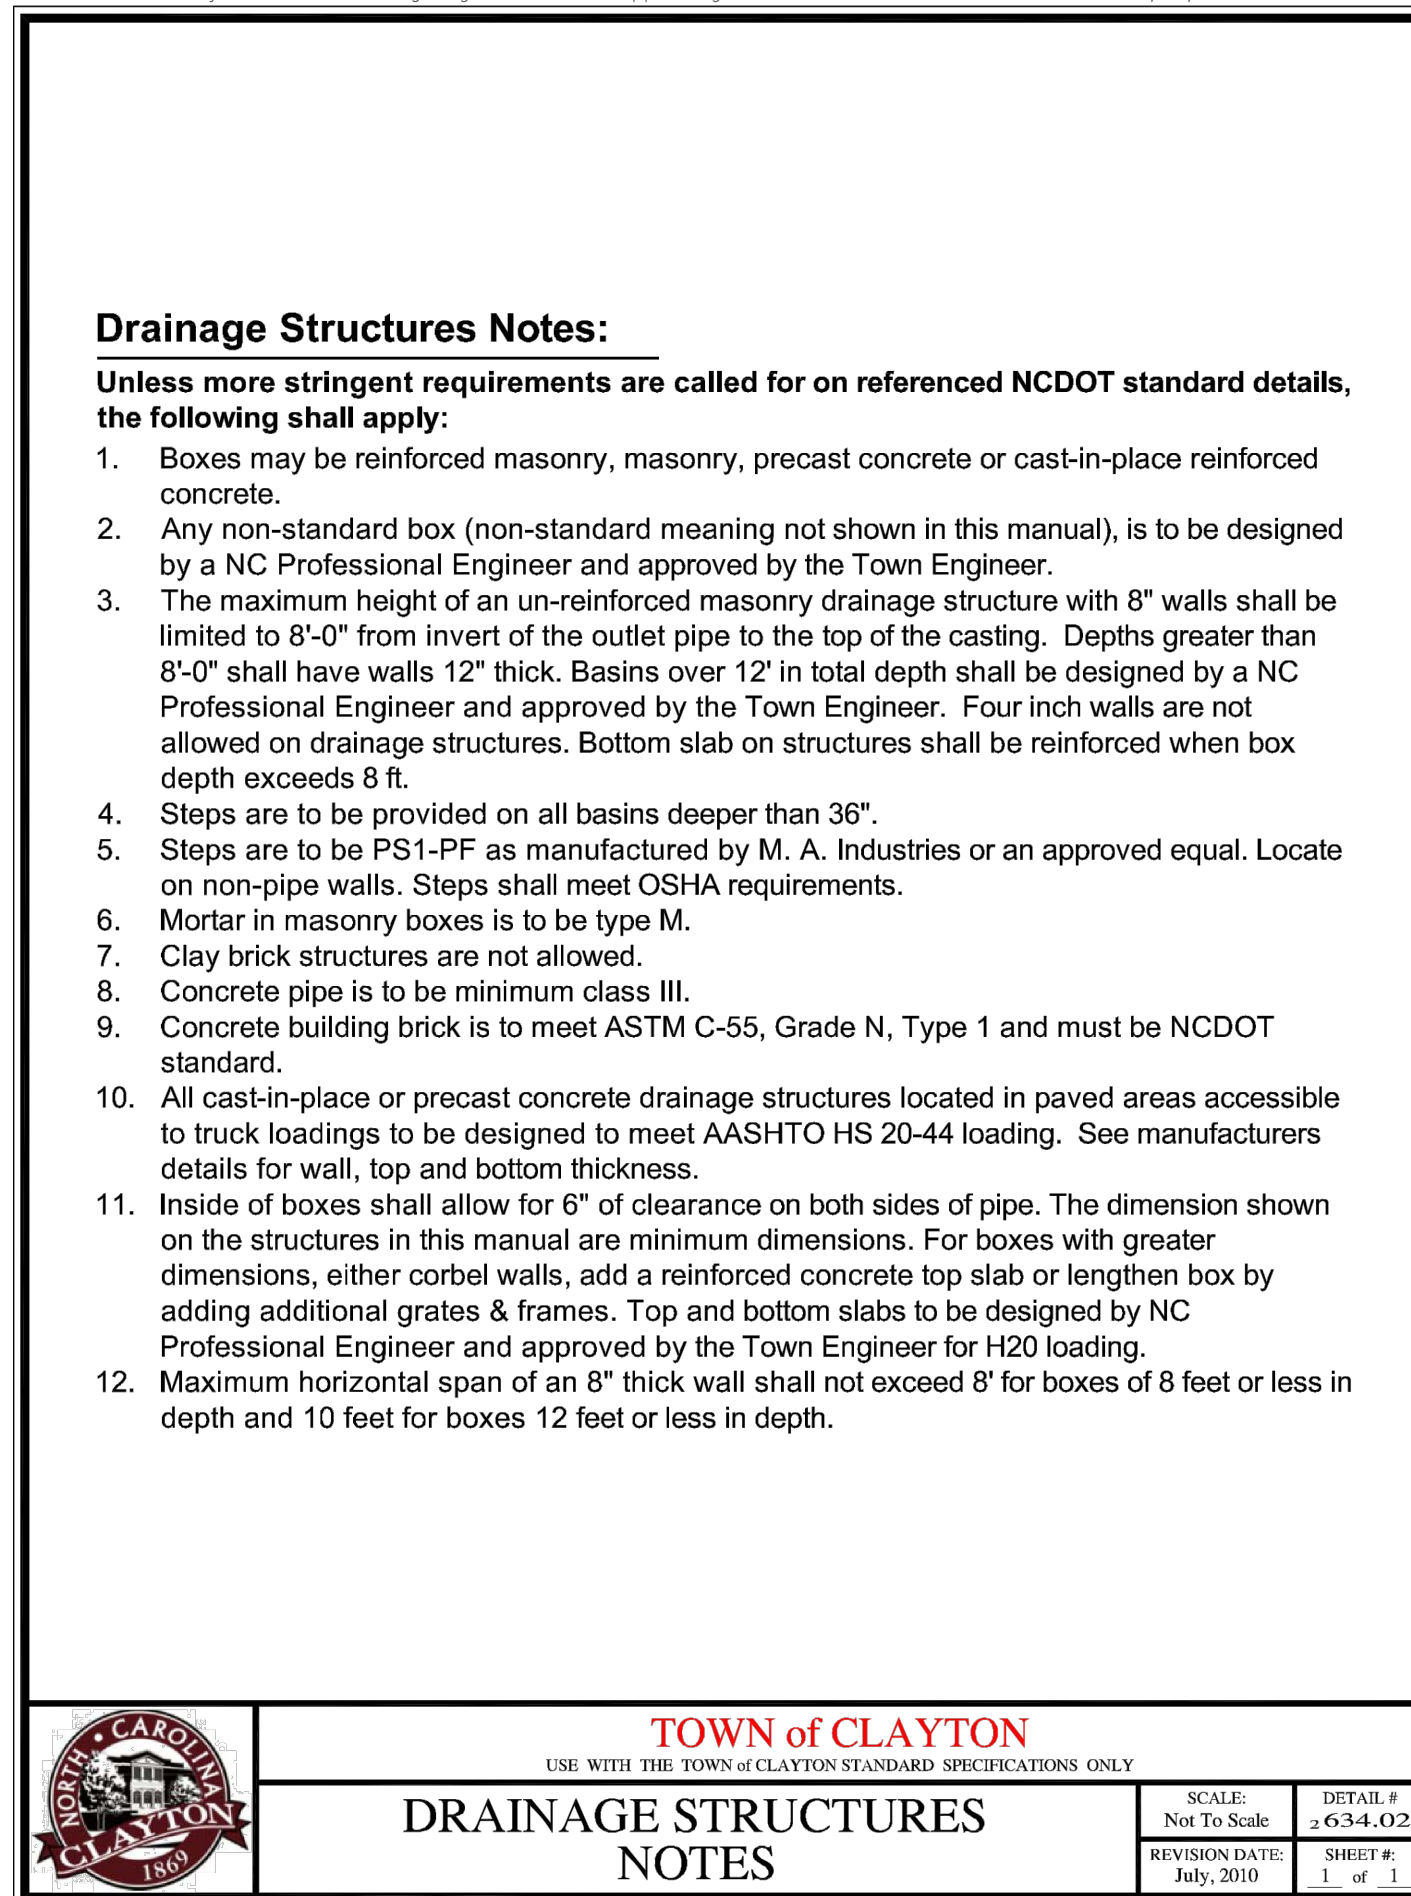 Drainage Structures Notes:
Unless more stringent requirements are called for on referenced NCDOT standard details,
the following shall apply:
1. Boxes may be reinforced masonry, masonry, precast concrete or cast-in-place reinforced
concrete.
2. Any non-standard box (non-standard meaning not shown in this manual), is to be designed
by a NC Professional Engineer and approved by the Town Engineer.
3. The maximum height of an un-reinforced masonry drainage structure with 8" walls shall be
limited to 8'-0" from invert of the outlet pipe to the top of the casting. Depths greater than
8'-0" shall have walls 12" thick. Basins over 12' in total depth shall be designed by a NC
Professional Engineer and approved by the Town Engineer. Four inch walls are not
allowed on drainage structures. Bottom slab on structures shall be reinforced when box
depth exceeds 8 ft.
4. Steps are to be provided on all basins deeper than 36".
5. Steps are to be PS1-PF as manufactured by M. A. Industries or an approved equal. Locate
on non-pipe walls. Steps shall meet OSHA requirements.
6. Mortar in masonry boxes is to be type M.
7. Clay brick structures are not allowed.
8. Concrete pipe is to be minimum class III.
9. Concrete building brick is to meet ASTM C-55, Grade N, Type 1 and must be NCDOT
standard.
10. All cast-in-place or precast concrete drainage structures located in paved areas accessible
to truck loadings to be designed to meet AASHTO HS 20-44 loading. See manufacturers
details for wall, top and bottom thickness.
11. Inside of boxes shall allow for 6" of clearance on both sides of pipe. The dimension shown
on the structures in this manual are minimum dimensions. For boxes with greater
dimensions, either corbel walls, add a reinforced concrete top slab or lengthen box by
adding additional grates & frames. Top and bottom slabs to be designed by NC
Professional Engineer and approved by the Town Engineer for H20 loading.
12. Maximum horizontal span of an 8" thick wall shall not exceed 8' for boxes of 8 feet or less in
depth and 10 feet for boxes 12 feet or less in depth.
NORTH • CAROLINA
CLAYTON
1869
TOWN of CLAYTON
USE WITH THE TOWN of CLAYTON STANDARD SPECIFICATIONS ONLY
DRAINAGE STRUCTURES
NOTES
SCALE:
Not To Scale
DETAIL #
2 634.02
REVISION DATE:
July, 2010
SHEET #:
1 of 1